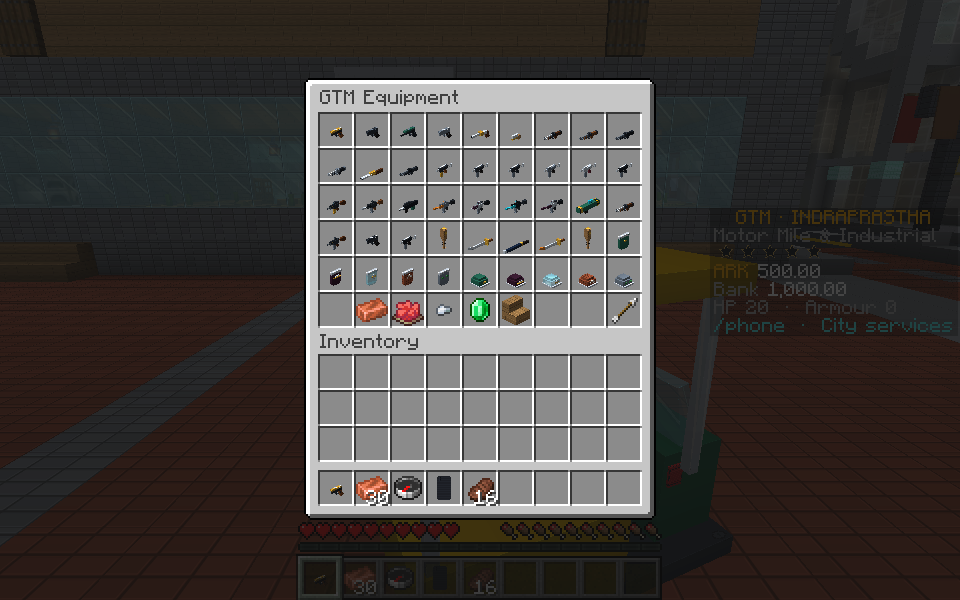 GTM Equipment
GTM · INDRAPRASTHA
Motor Mile & Industrial
★ ★ ★ ★ ★
ARK 500.00
Bank 1,000.00
HP 20 · Armour 0
/phone · City services
Inventory
30
16
30
16